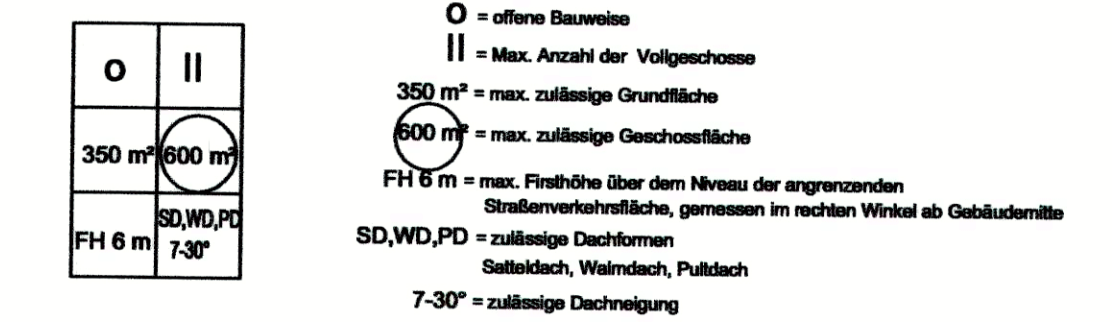 O II
350 m² 600 m²
FH 6 m SD,WD,PD
7-30°
O = offene Bauweise
II = Max. Anzahl der Vollgeschosse
350 m² = max. zulässige Grundfläche
600 m² = max. zulässige Geschossfläche
FH 6 m = max. Firsthöhe über dem Niveau der angrenzenden
Straßenverkehrsfläche, gemessen im rechten Winkel ab Gebäudemitte
SD,WD,PD = zulässige Dachformen
Satteldach, Walmdach, Pultdach
7-30° = zulässige Dachneigung